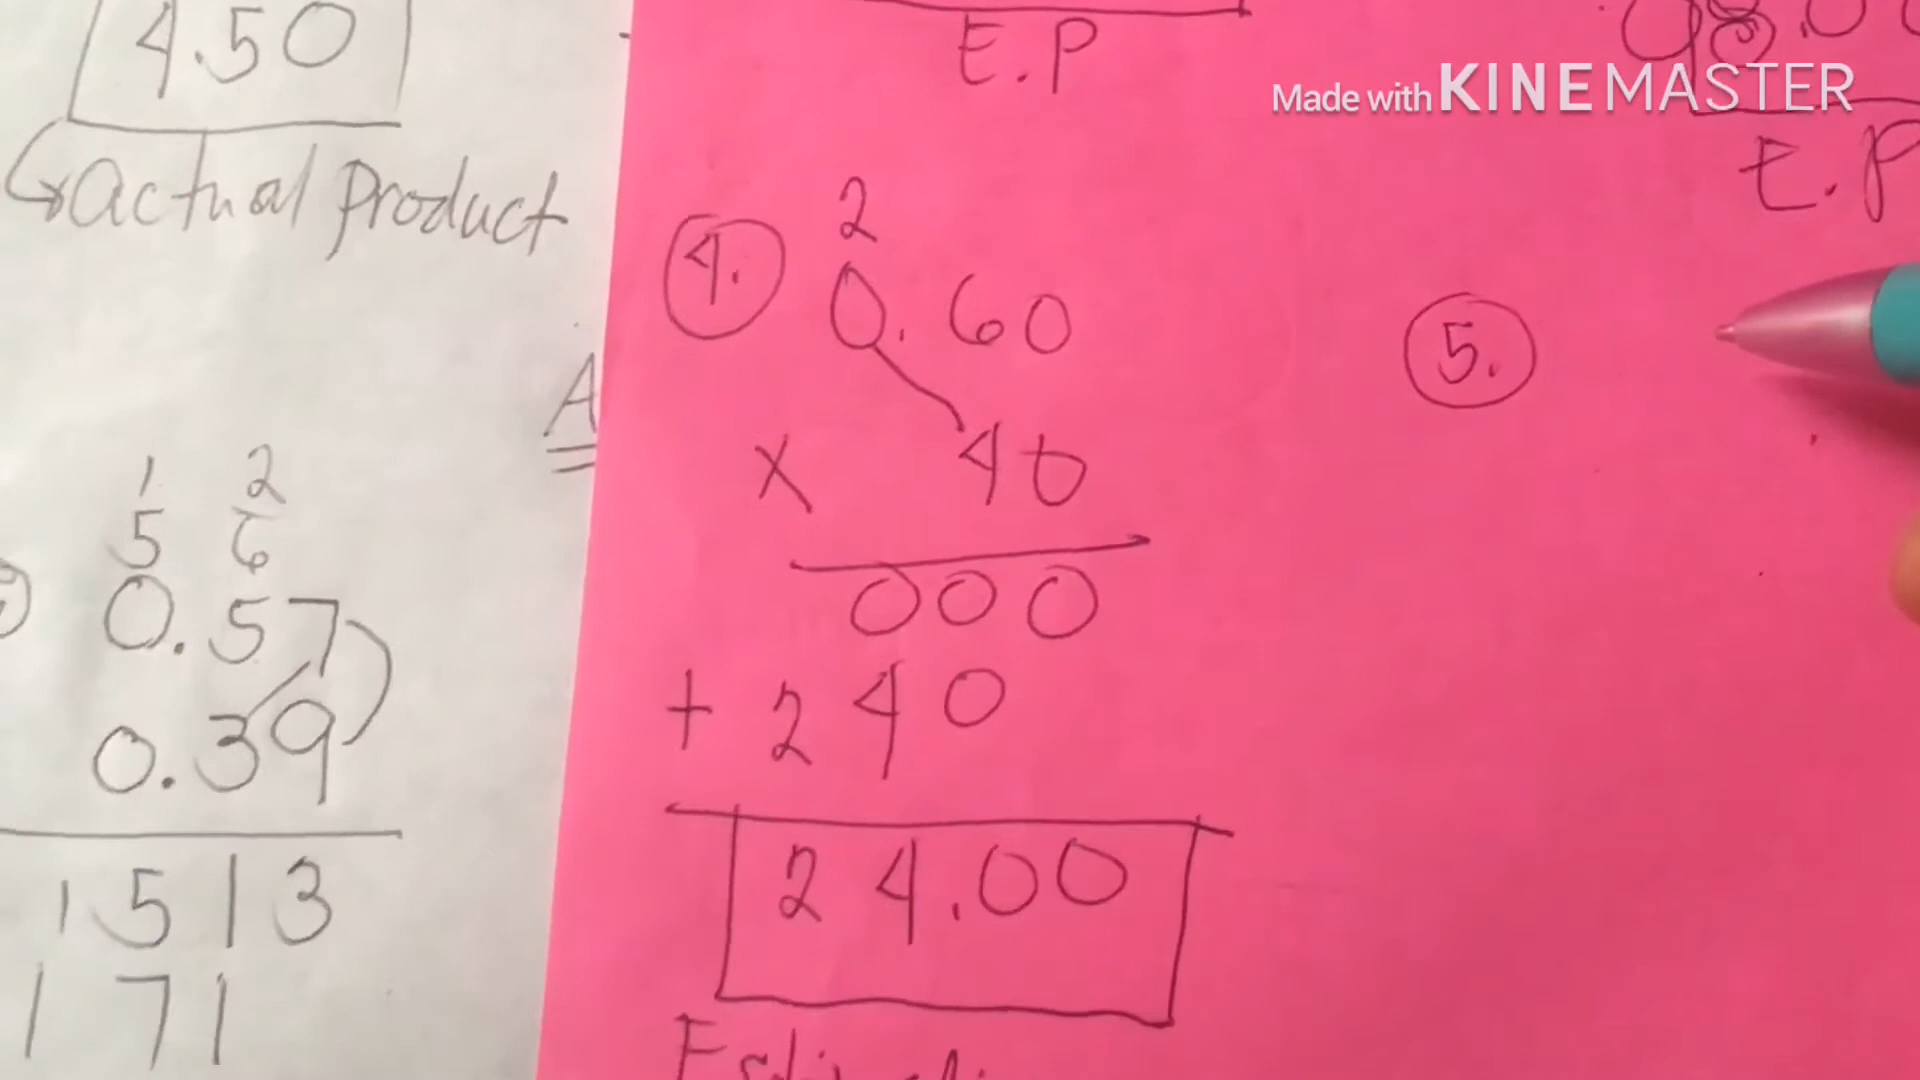 4.50
Actual Product
1 2
5 6
0.57
0.39
1513
171
E.P
Made with KINEMASTER
E.P
4.
2
0.60
x 40
000
+ 240
24.00
5.
A